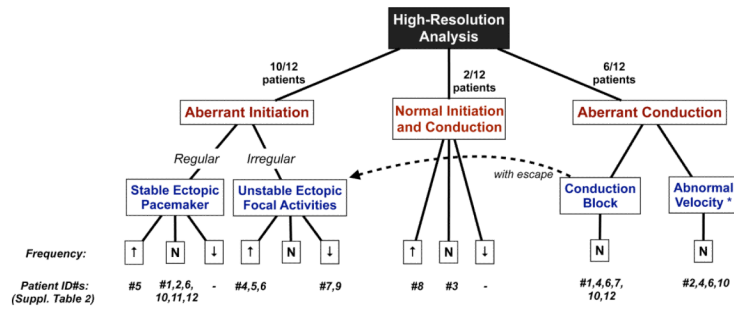 High-Resolution
Analysis
10/12
patients
2/12
patients
6/12
patients
Aberrant Initiation
Normal Initiation
and Conduction
Aberrant Conduction
Regular
Irregular
with escape
Stable Ectopic
Pacemaker
Unstable Ectopic
Focal Activities
Conduction
Block
Abnormal
Velocity *
Frequency:
↑ N ↓ ↑ N ↓ ↑ N ↓ N N
Patient ID#s:
(Suppl. Table 2)
#5
#1,2,6,
10,11,12
-
#4,5,6
#7,9
#8
#3
-
#1,4,6,7,
10,12
#2,4,6,10